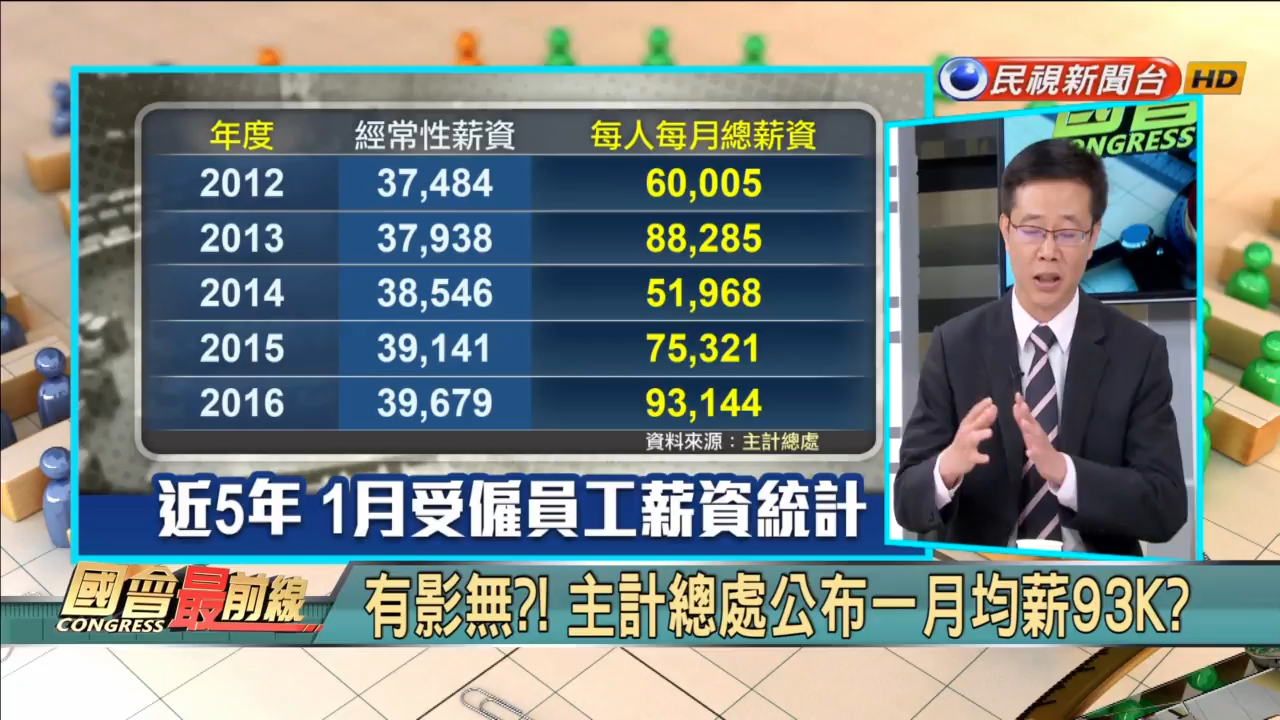 民視新聞台 HD
國會
CONGRESS
年度 經常性薪資 每人每月總薪資
2012 37,484 60,005
2013 37,938 88,285
2014 38,546 51,968
2015 39,141 75,321
2016 39,679 93,144
資料來源：主計總處
近5年 1月受僱員工薪資統計
國會最前線
CONGRESS
有影無?! 主計總處公布一月均薪93K?